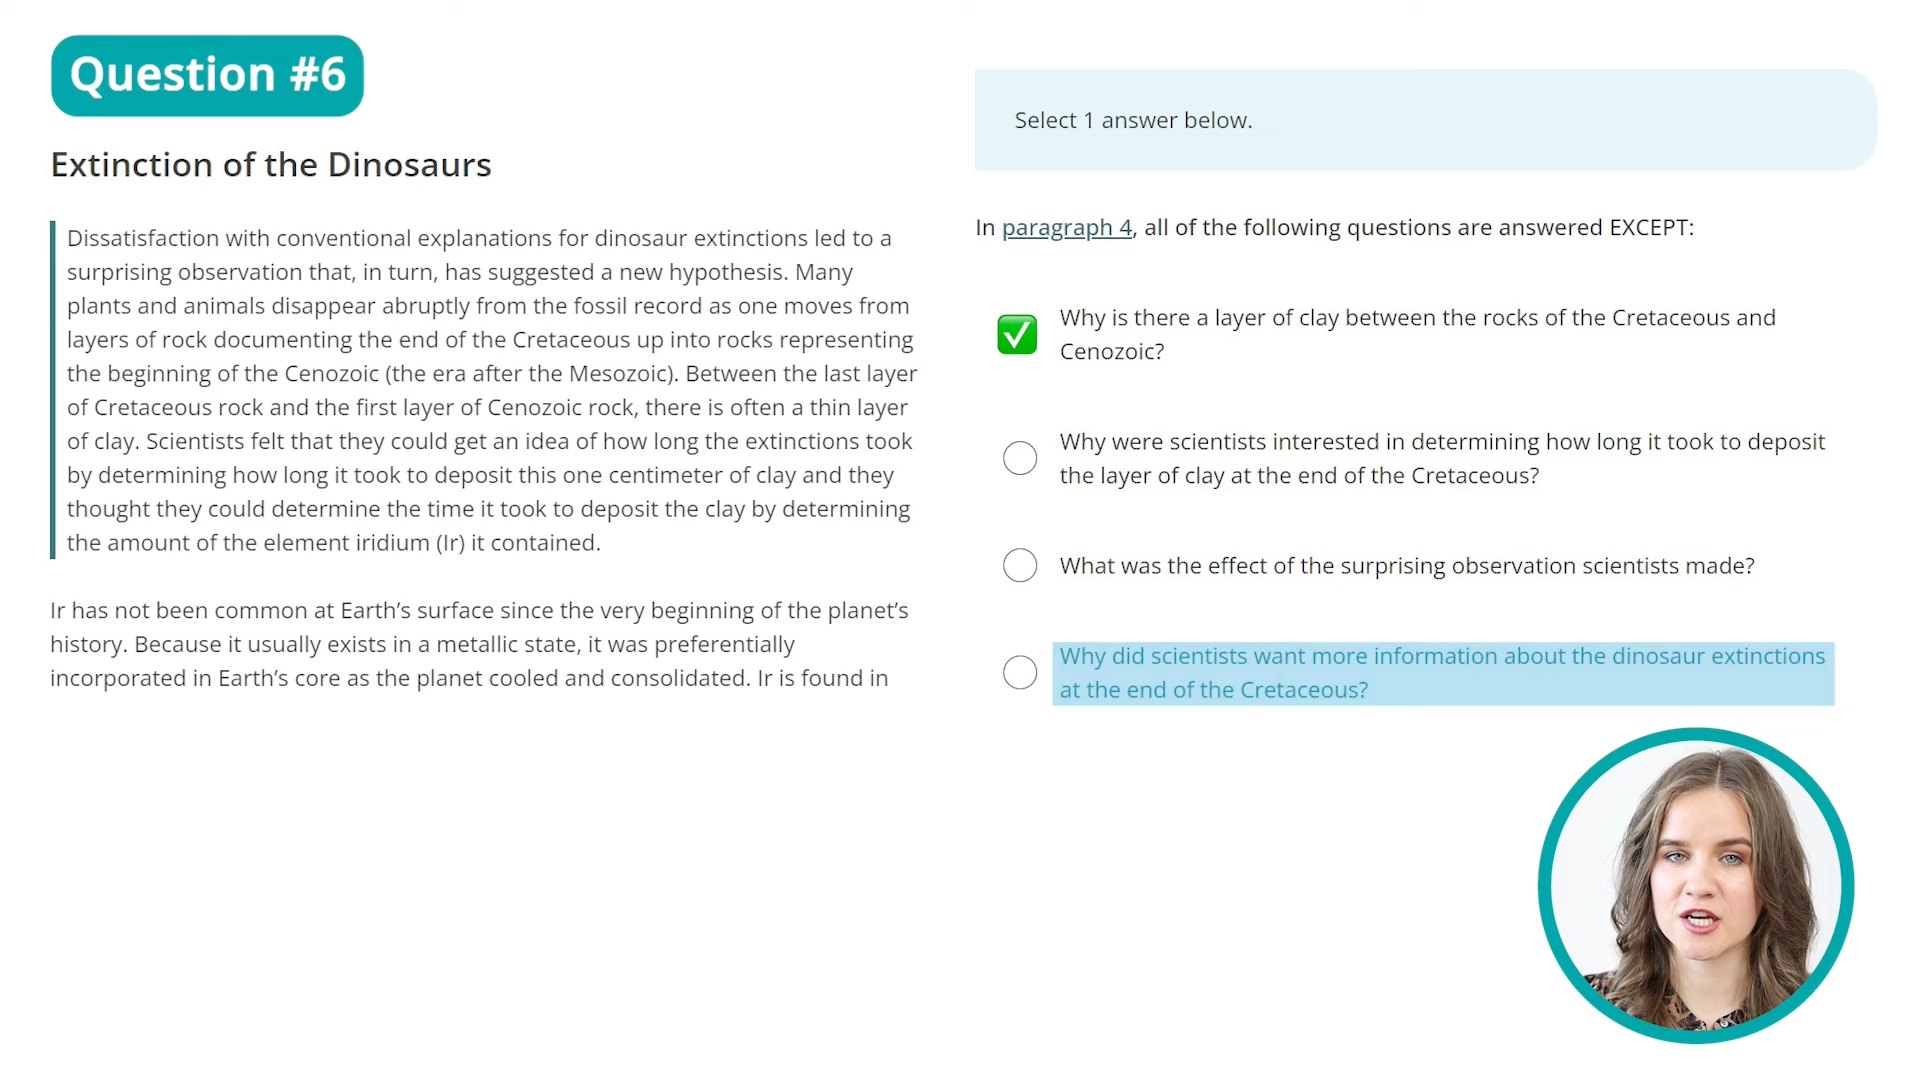 Question #6
Extinction of the Dinosaurs
Dissatisfaction with conventional explanations for dinosaur extinctions led to a
surprising observation that, in turn, has suggested a new hypothesis. Many
plants and animals disappear abruptly from the fossil record as one moves from
layers of rock documenting the end of the Cretaceous up into rocks representing
the beginning of the Cenozoic (the era after the Mesozoic). Between the last layer
of Cretaceous rock and the first layer of Cenozoic rock, there is often a thin layer
of clay. Scientists felt that they could get an idea of how long the extinctions took
by determining how long it took to deposit this one centimeter of clay and they
thought they could determine the time it took to deposit the clay by determining
the amount of the element iridium (Ir) it contained.
Ir has not been common at Earth’s surface since the very beginning of the planet’s
history. Because it usually exists in a metallic state, it was preferentially
incorporated in Earth’s core as the planet cooled and consolidated. Ir is found in
Select 1 answer below.
In paragraph 4, all of the following questions are answered EXCEPT:
Why is there a layer of clay between the rocks of the Cretaceous and
Cenozoic?
Why were scientists interested in determining how long it took to deposit
the layer of clay at the end of the Cretaceous?
What was the effect of the surprising observation scientists made?
Why did scientists want more information about the dinosaur extinctions
at the end of the Cretaceous?